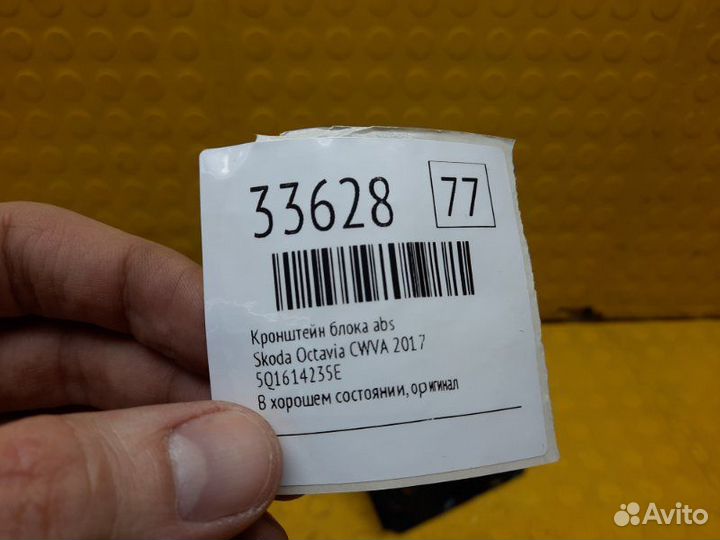 33628 77
Кронштейн блока abs
Skoda Octavia CWVA 2017
5Q1614235E
В хорошем состоянии, оригинал
Avito